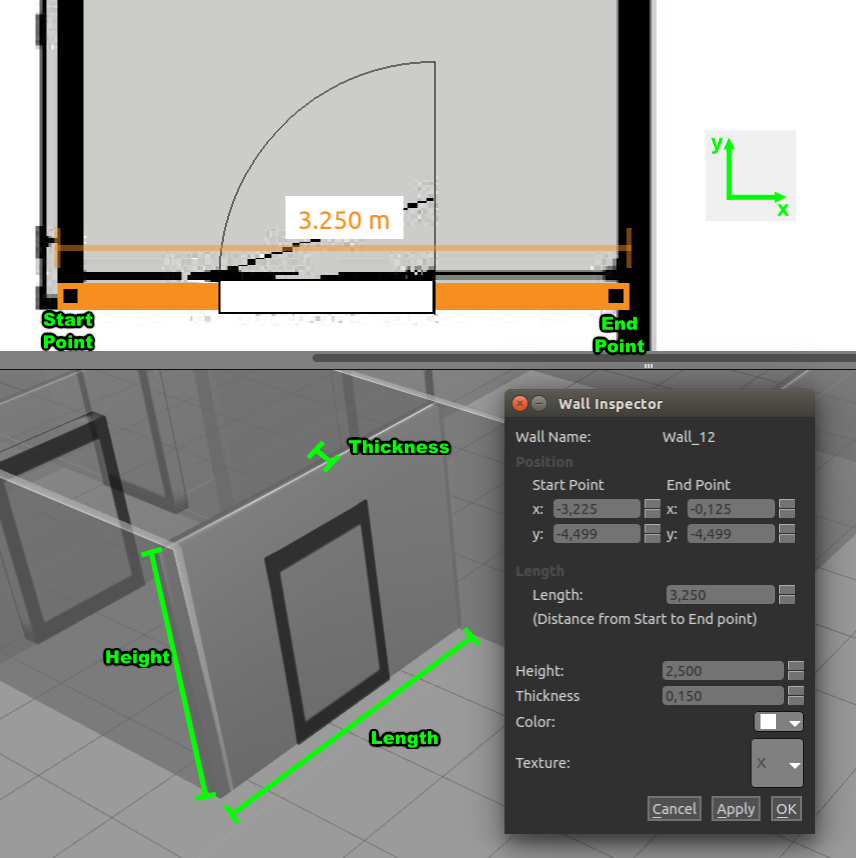 y
x
3.250 m
Start
Point
End
Point
Thickness
Height
Length
Wall Inspector
Wall Name: Wall_12
Position
Start Point End Point
x: -3,225 x: -0,125
y: -4,499 y: -4,499
Length
Length: 3,250
(Distance from Start to End point)
Height: 2,500
Thickness 0,150
Color:
Texture: X
Cancel Apply OK